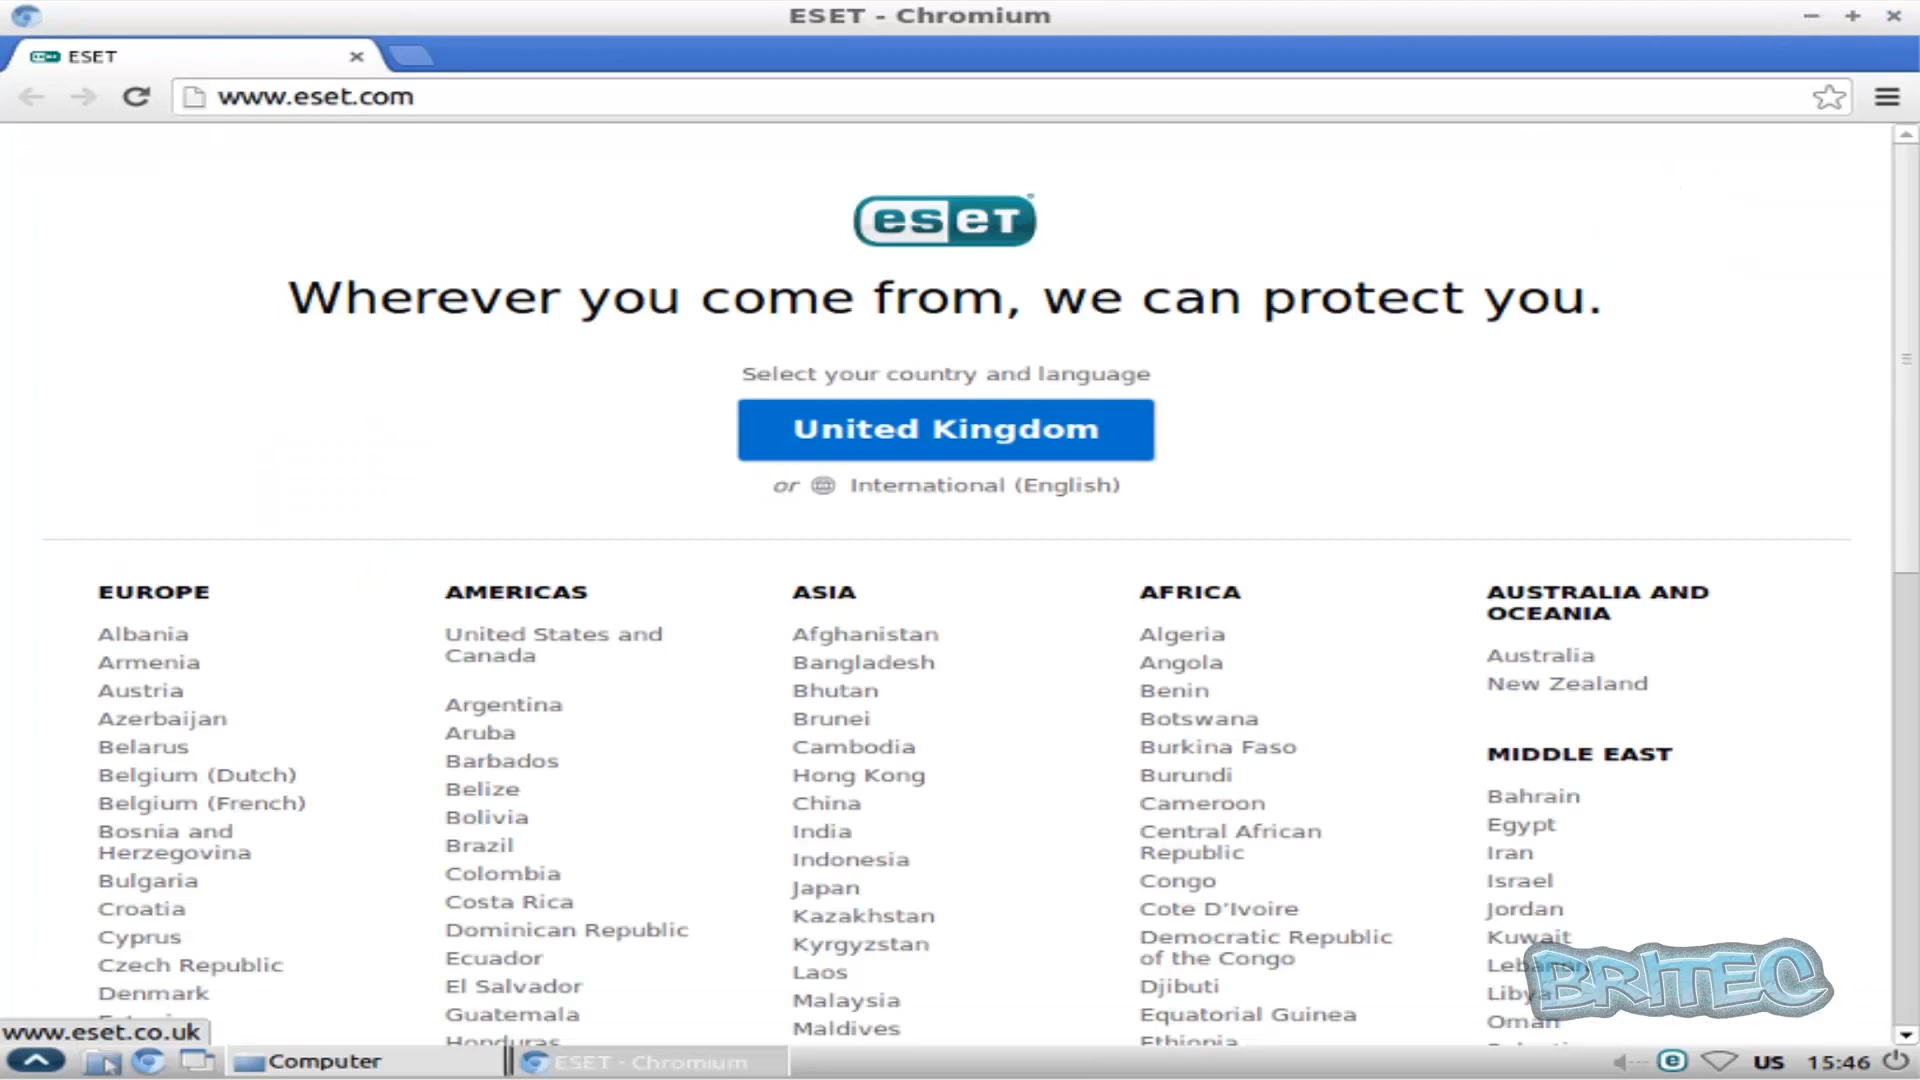 ESET - Chromium
ESET
www.eset.com
eseT
Wherever you come from, we can protect you.
Select your country and language
United Kingdom
or International (English)
EUROPE
Albania
Armenia
Austria
Azerbaijan
Belarus
Belgium (Dutch)
Belgium (French)
Bosnia and
Herzegovina
Bulgaria
Croatia
Cyprus
Czech Republic
Denmark
AMERICAS
United States and
Canada
Argentina
Aruba
Barbados
Belize
Bolivia
Brazil
Colombia
Costa Rica
Dominican Republic
Ecuador
El Salvador
Guatemala
Honduras
ASIA
Afghanistan
Bangladesh
Bhutan
Brunei
Cambodia
Hong Kong
China
India
Indonesia
Japan
Kazakhstan
Kyrgyzstan
Laos
Malaysia
Maldives
AFRICA
Algeria
Angola
Benin
Botswana
Burkina Faso
Burundi
Cameroon
Central African
Republic
Congo
Cote D'Ivoire
Democratic Republic
of the Congo
Djibuti
Equatorial Guinea
Ethiopia
AUSTRALIA AND
OCEANIA
Australia
New Zealand
MIDDLE EAST
Bahrain
Egypt
Iran
Israel
Jordan
Kuwait
Lebanon
Libya
Oman
BRITEC
www.eset.co.uk
Computer
ESET - Chromium
e
US
15:46